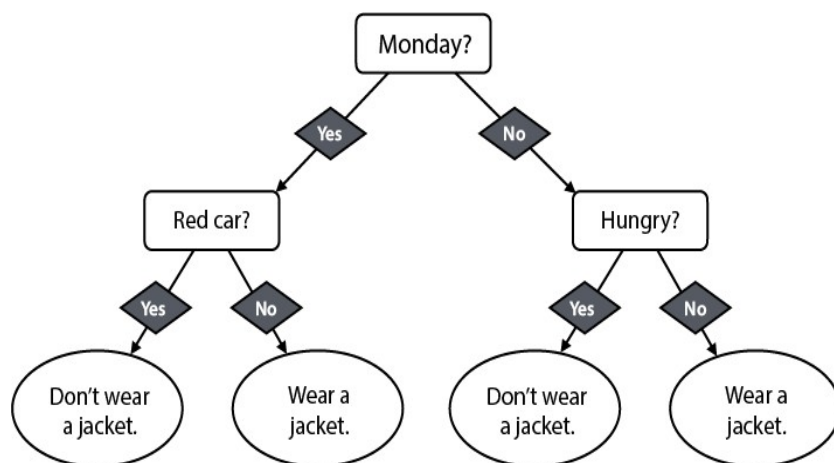 Monday?
Yes
No
Red car?
Hungry?
Yes
No
Yes
No
Don't wear
a jacket.
Wear a
jacket.
Don't wear
a jacket.
Wear a
jacket.